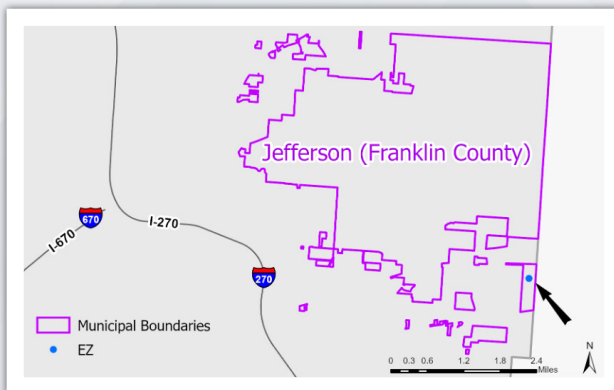 Jefferson (Franklin County)
670
I-670
I-270
270
Municipal Boundaries
EZ
0 0.3 0.6 1.2 1.8 2.4
Miles
N